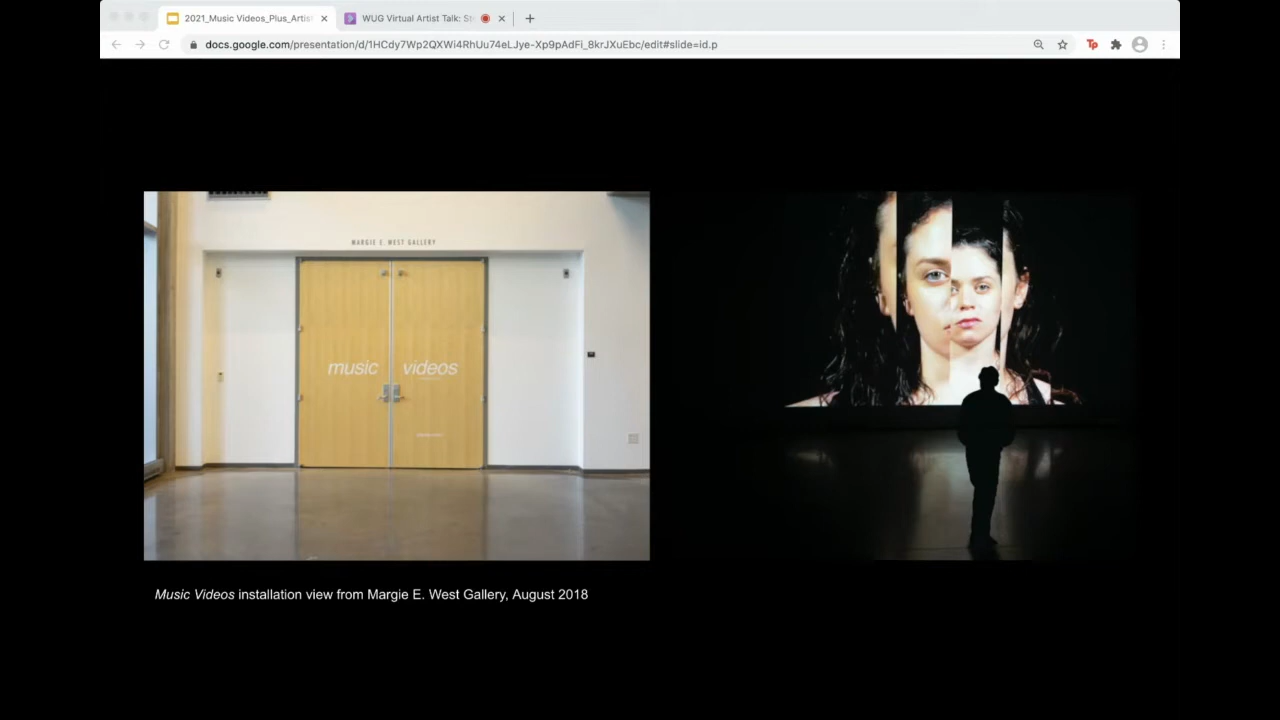 2021_Music Videos_Plus_Artis
WUG Virtual Artist Talk: St
docs.google.com/presentation/d/1HCdy7Wp2QXWi4RhUu74eLJye-Xp9pAdFi_8krJXuEbc/edit#slide=id.p
Tp
MARGIE E. WEST GALLERY
music videos
Music Videos installation view from Margie E. West Gallery, August 2018